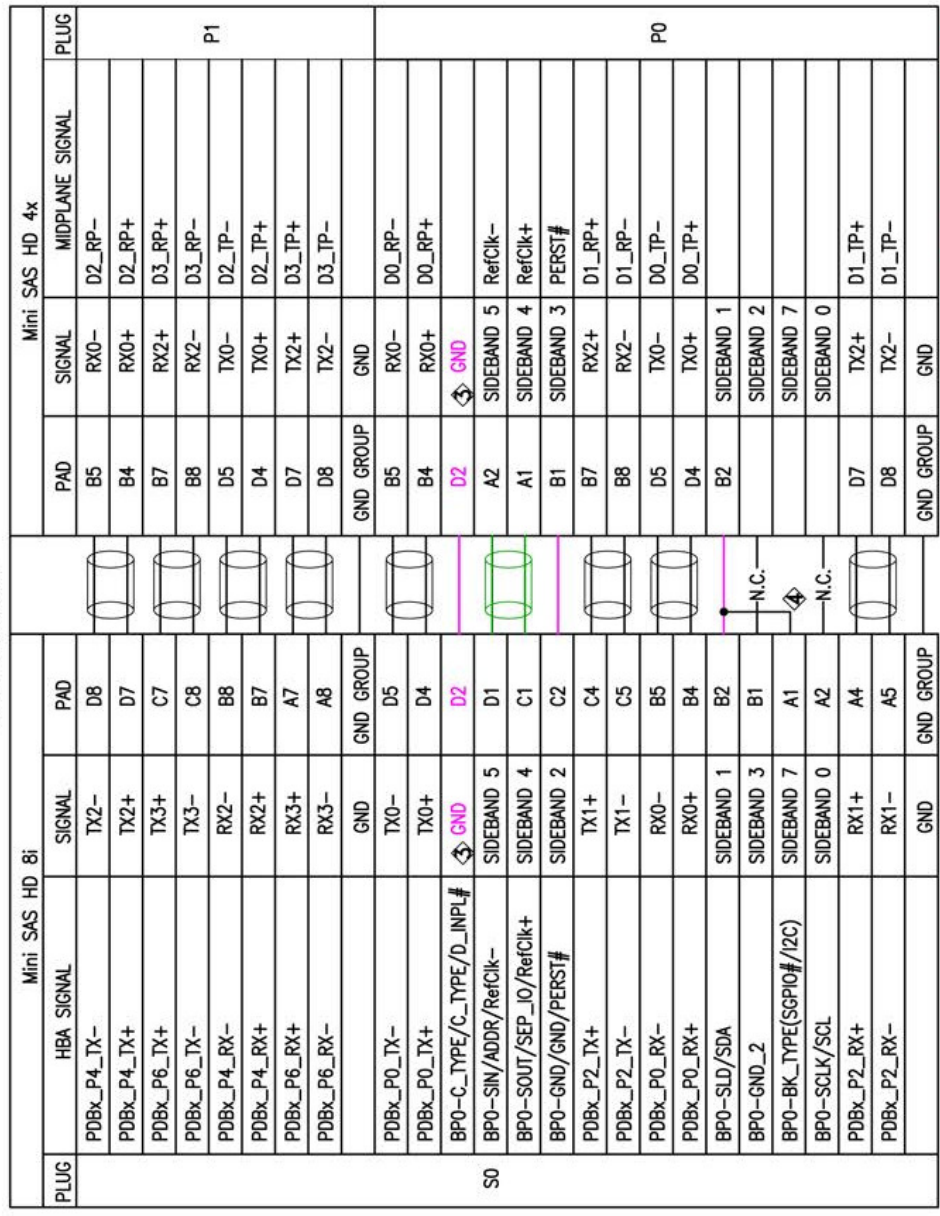 Mini SAS HD 8i Mini SAS HD 4x
PLUG HBA SIGNAL SIGNAL PAD PAD SIGNAL MIDPLANE SIGNAL PLUG
PDBx_P4_TX- TX2- D8 B5 RX0- D2_RP-
PDBx_P4_TX+ TX2+ D7 B4 RX0+ D2_RP+
PDBx_P6_TX+ TX3+ C7 B7 RX2+ D3_RP+
PDBx_P6_TX- TX3- C8 B8 RX2- D3_RP-
PDBx_P4_RX- RX2- B8 D5 TX0- D2_TP- P1
PDBx_P4_RX+ RX2+ B7 D4 TX0+ D2_TP+
PDBx_P6_RX+ RX3+ A7 D7 TX2+ D3_TP+
PDBx_P6_RX- RX3- A8 D8 TX2- D3_TP-
GND GND GROUP GND GROUP GND
PDBx_P0_TX- TX0- D5 B5 RX0- D0_RP-
PDBx_P0_TX+ TX0+ D4 B4 RX0+ D0_RP+
BP0-C_TYPE/C_TYPE/D_INPL# 3 GND D2 D2 3 GND
S0 BP0-SIN/ADDR/RefClk- SIDEBAND 5 D1 A2 SIDEBAND 5 RefClk-
BP0-SOUT/SEP_IO/RefClk+ SIDEBAND 4 C1 A1 SIDEBAND 4 RefClk+
BP0-GND/GND/PERST# SIDEBAND 2 C2 B1 SIDEBAND 3 PERST#
PDBx_P2_TX+ TX1+ C4 B7 RX2+ D1_RP+
PDBx_P2_TX- TX1- C5 B8 RX2- D1_RP- P0
PDBx_P0_RX- RX0- B5 D5 TX0- D0_TP-
PDBx_P0_RX+ RX0+ B4 D4 TX0+ D0_TP+
BP0-SLD/SDA SIDEBAND 1 B2 B2 SIDEBAND 1
BP0-GND_2 SIDEBAND 3 B1 N.C. SIDEBAND 2
BP0-BK_TYPE(SGPIO#/I2C) SIDEBAND 7 A1 4 SIDEBAND 7
BP0-SCLK/SCL SIDEBAND 0 A2 N.C. SIDEBAND 0
PDBx_P2_RX+ RX1+ A4 D7 TX2+ D1_TP+
PDBx_P2_RX- RX1- A5 D8 TX2- D1_TP-
GND GND GROUP GND GROUP GND